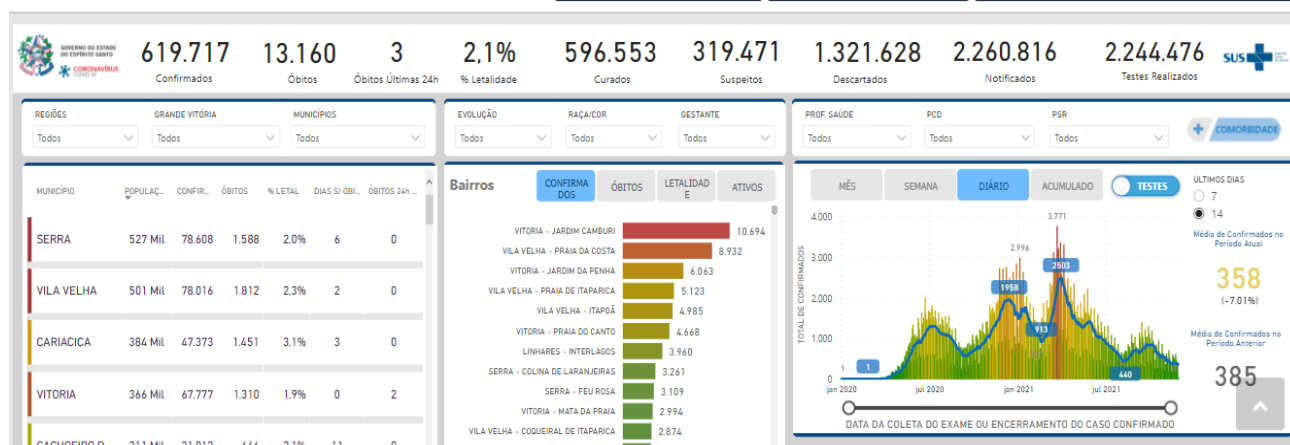 GOVERNO DO ESTADO
DO ESPÍRITO SANTO
CORONAVÍRUS
COVID-19
619.717
Confirmados
13.160
Óbitos
3
Óbitos Últimas 24h
2,1%
% Letalidade
596.553
Curados
319.471
Suspeitos
1.321.628
Descartados
2.260.816
Notificados
2.244.476
Testes Realizados
SUS
REGIÕES GRANDE VITÓRIA MUNICÍPIOS
Todos Todos Todos
EVOLUÇÃO RAÇA/COR GESTANTE
Todos Todos Todos
PROF. SAÚDE PCD PSR
Todos Todos Todos
+ COMORBIDADE
MUNICÍPIO POPULAÇ... CONFIR... ÓBITOS % LETAL DIAS S/ ÓBI... ÓBITOS 24h ...
SERRA 527 Mil 78.608 1.588 2,0% 6 0
VILA VELHA 501 Mil 78.016 1.812 2,3% 2 0
CARIACICA 384 Mil 47.373 1.451 3,1% 3 0
VITORIA 366 Mil 67.777 1.310 1,9% 0 2
Bairros
CONFIRMA
DOS
ÓBITOS
LETALIDAD
E
ATIVOS
VITORIA - JARDIM CAMBURI 10.694
VILA VELHA - PRAIA DA COSTA 8.932
VITORIA - JARDIM DA PENHA 6.063
VILA VELHA - PRAIA DE ITAPARICA 5.123
VILA VELHA - ITAPOÃ 4.985
VITORIA - PRAIA DO CANTO 4.668
LINHARES - INTERLAGOS 3.960
SERRA - COLINA DE LARANJEIRAS 3.261
SERRA - FEU ROSA 3.109
VITORIA - MATA DA PRAIA 2.994
VILA VELHA - COQUEIRAL DE ITAPARICA 2.874
MÊS SEMANA DIÁRIO ACUMULADO TESTES
TOTAL DE CONFIRMADOS
4.000
3.000
2.000
1.000
0
3.771
2.996
2503
1958
913
440
1 1
jan 2020 jul 2020 jan 2021 jul 2021
DATA DA COLETA DO EXAME OU ENCERRAMENTO DO CASO CONFIRMADO
ULTIMOS DIAS
7
14
Média de Confirmados no
Período Atual
358
(-7.01%)
Média de Confirmados no
Período Anterior
385